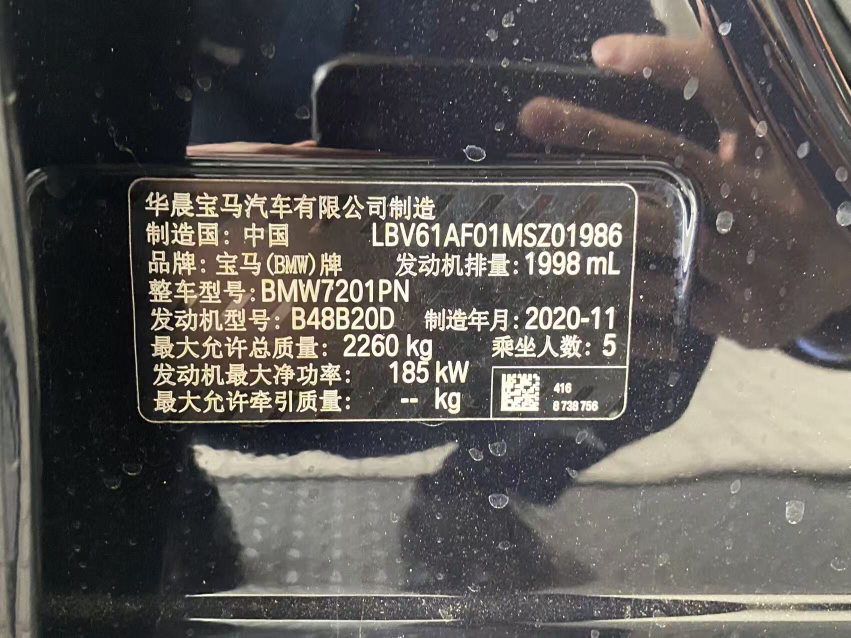 华晨宝马汽车有限公司制造
制造国: 中国 LBV61AF01MSZ01986
品牌: 宝马(BMW)牌 发动机排量: 1998 mL
整车型号: BMW7201PN
发动机型号: B48B20D 制造年月: 2020-11
最大允许总质量: 2260 kg 乘坐人数: 5
发动机最大净功率: 185 kW
最大允许牵引质量: -- kg
416
8 738 756